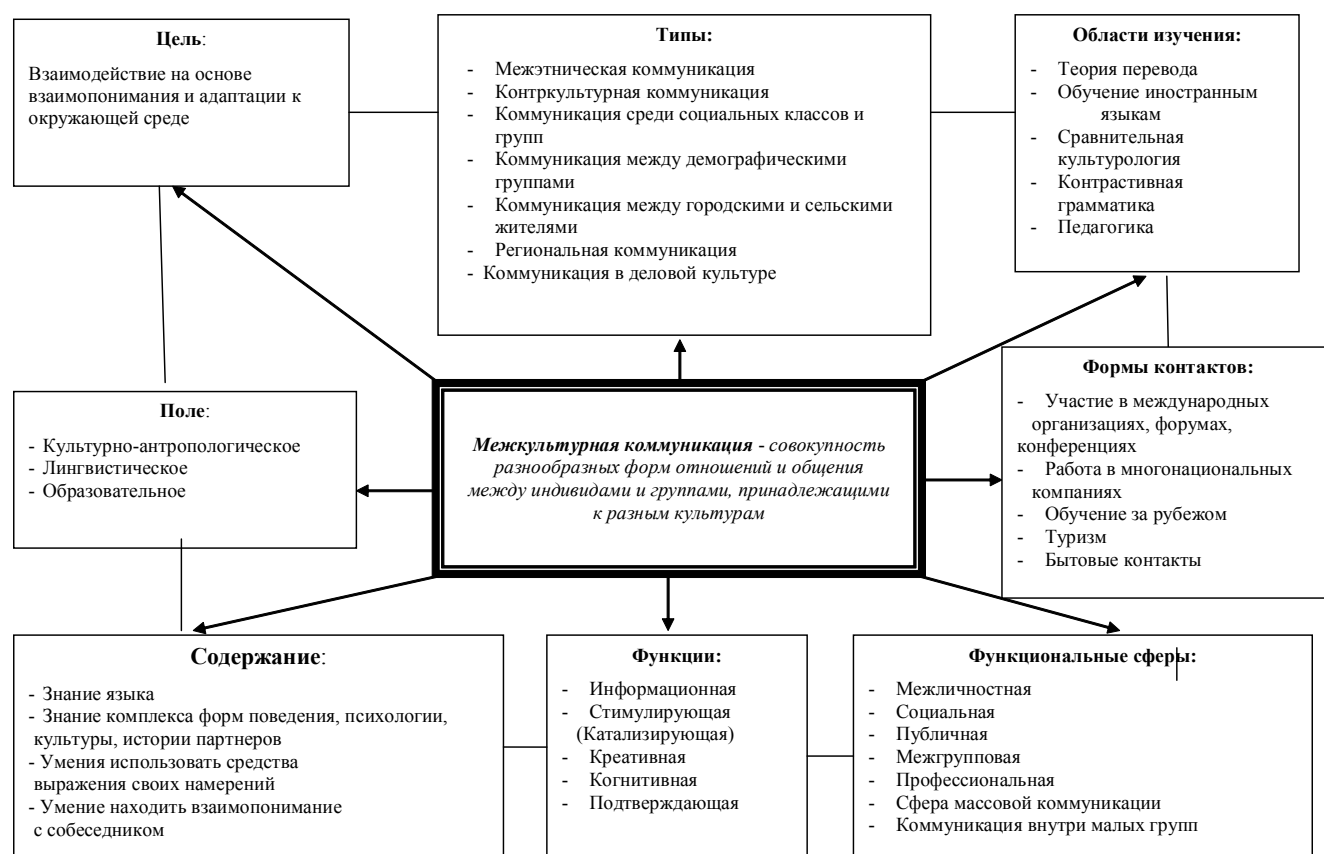 Цель:
Взаимодействие на основе
взаимопонимания и адаптации к
окружающей среде
Типы:
- Межэтническая коммуникация
- Контркультурная коммуникация
- Коммуникация среди социальных классов и
групп
- Коммуникация между демографическими
группами
- Коммуникация между городскими и сельскими
жителями
- Региональная коммуникация
- Коммуникация в деловой культуре
Области изучения:
- Теория перевода
- Обучение иностранным
языкам
- Сравнительная
культурология
- Контрастивная
грамматика
- Педагогика
Поле:
- Культурно-антропологическое
- Лингвистическое
- Образовательное
Межкультурная коммуникация - совокупность
разнообразных форм отношений и общения
между индивидами и группами, принадлежащими
к разным культурам
Формы контактов:
- Участие в международных
организациях, форумах,
конференциях
- Работа в многонациональных
компаниях
- Обучение за рубежом
- Туризм
- Бытовые контакты
Содержание:
- Знание языка
- Знание комплекса форм поведения, психологии,
культуры, истории партнеров
- Умения использовать средства
выражения своих намерений
- Умение находить взаимопонимание
с собеседником
Функции:
- Информационная
- Стимулирующая
(Катализирующая)
- Креативная
- Когнитивная
- Подтверждающая
Функциональные сферы:
- Межличностная
- Социальная
- Публичная
- Межгрупповая
- Профессиональная
- Сфера массовой коммуникации
- Коммуникация внутри малых групп